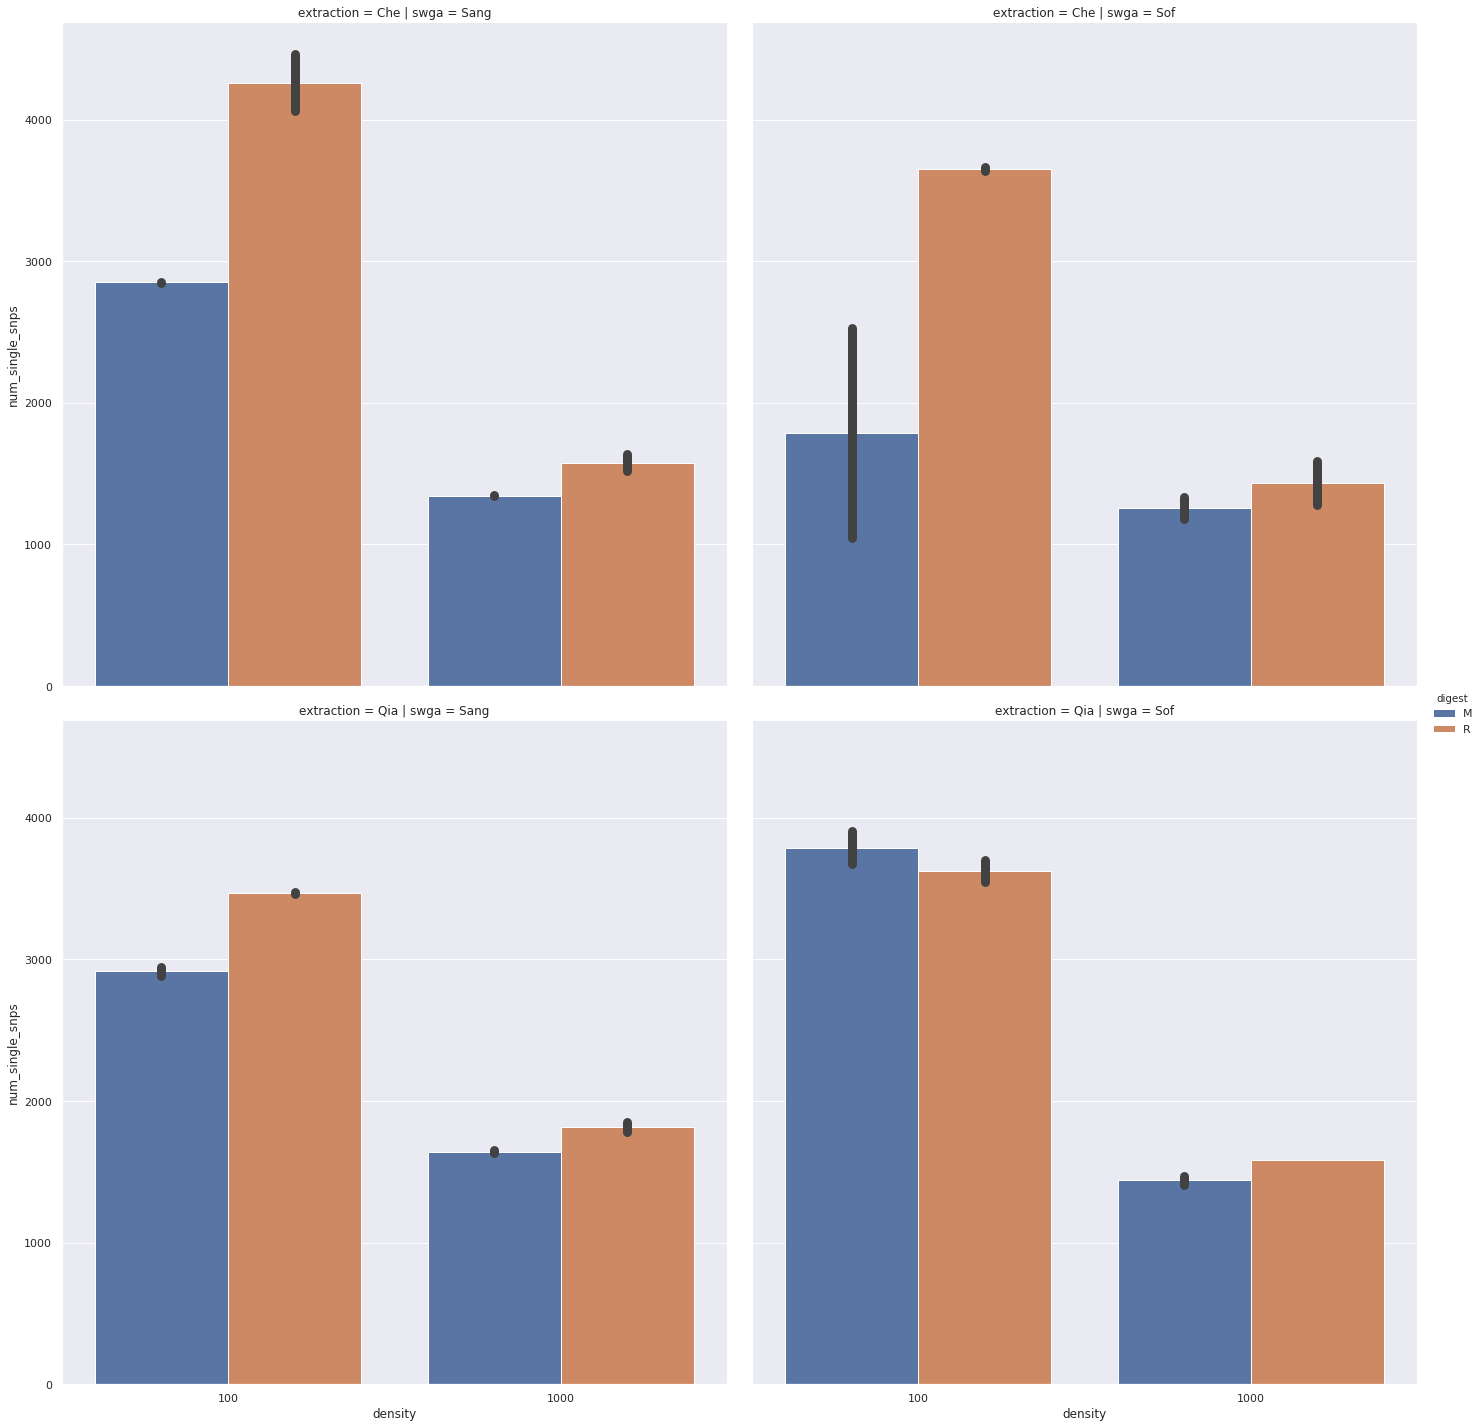 extraction = Che | swga = Sang
extraction = Che | swga = Sof
4000
3000
2000
1000
0
num_single_snps
extraction = Qia | swga = Sang
extraction = Qia | swga = Sof
digest
M
R
4000
3000
2000
1000
0
num_single_snps
100
1000
100
1000
density
density